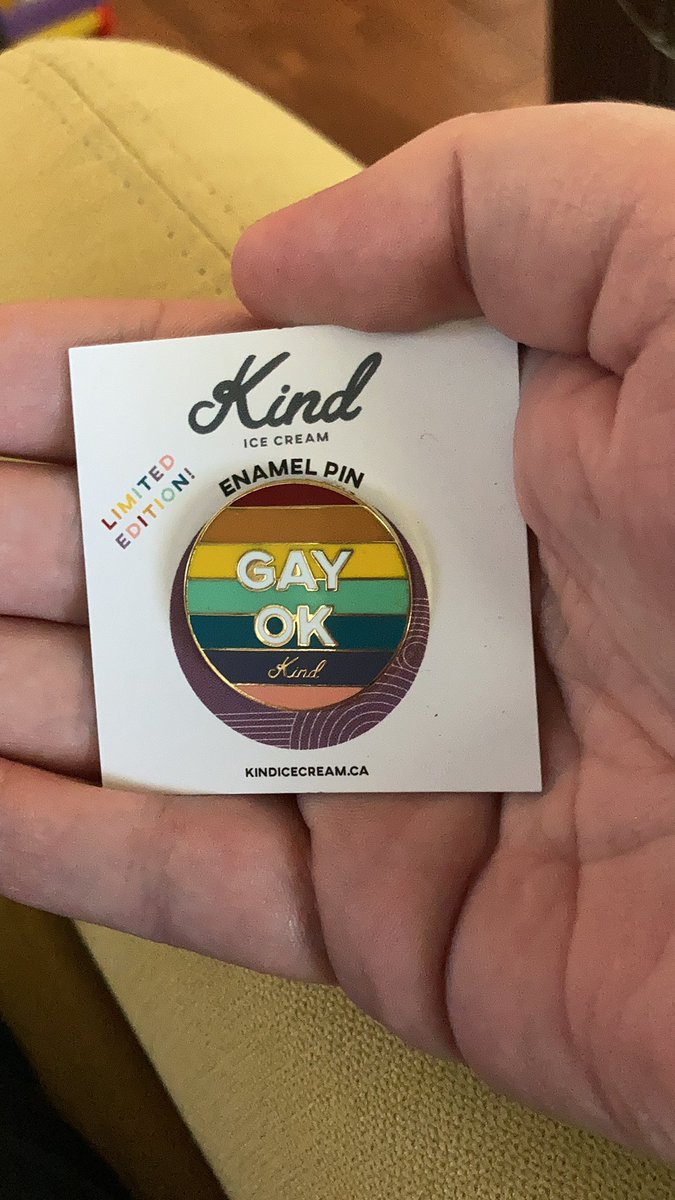 Kind
ICE CREAM
LIMITED
EDITION!
ENAMEL PIN
GAY
OK
Kind
KINDICECREAM.CA